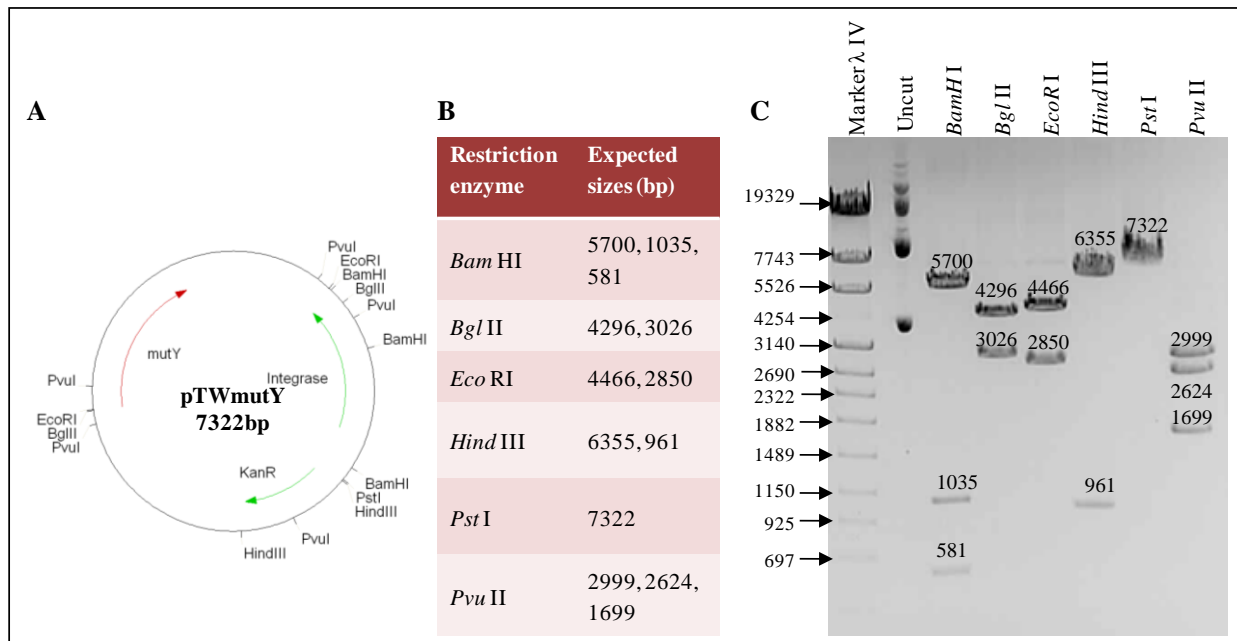 A
PvuI
EcoRI
BamHI
BglII
PvuI
BamHI
mutY
Integrase
PvuI
pTWmutY
7322bp
EcoRI
BglII
PvuI
KanR
BamHI
PstI
HindIII
PvuI
HindIII
B
Restriction enzyme
Expected sizes (bp)
Bam HI
5700, 1035,
581
Bgl II
4296, 3026
Eco RI
4466, 2850
Hind III
6355, 961
Pst I
7322
Pvu II
2999, 2624,
1699
C
Marker λ IV
Uncut
BamH I
Bgl II
EcoR I
Hind III
Pst I
Pvu II
19329
7743
5526
4254
3140
2690
2322
1882
1489
1150
925
697
5700
1035
581
4296
3026
4466
2850
6355
961
7322
2999
2624
1699